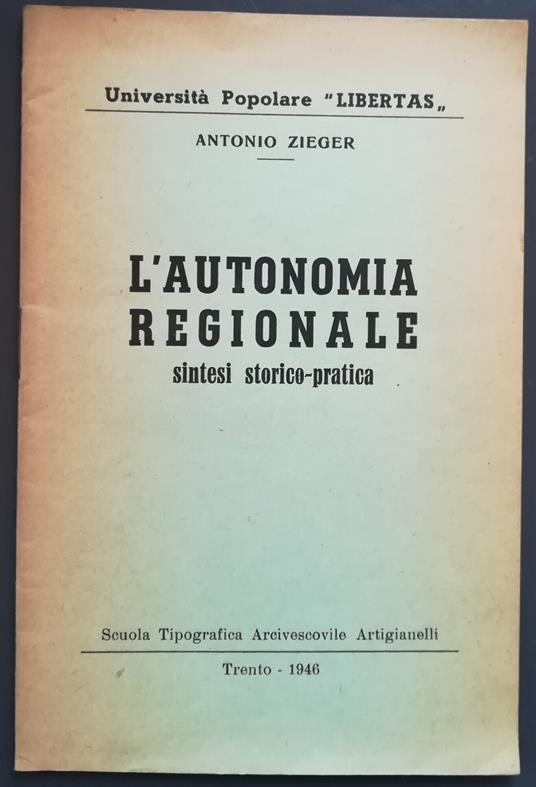 Università Popolare "LIBERTAS„
ANTONIO ZIEGER
L'AUTONOMIA
REGIONALE
sintesi storico-pratica
Scuola Tipografica Arcivescovile Artigianelli
Trento - 1946